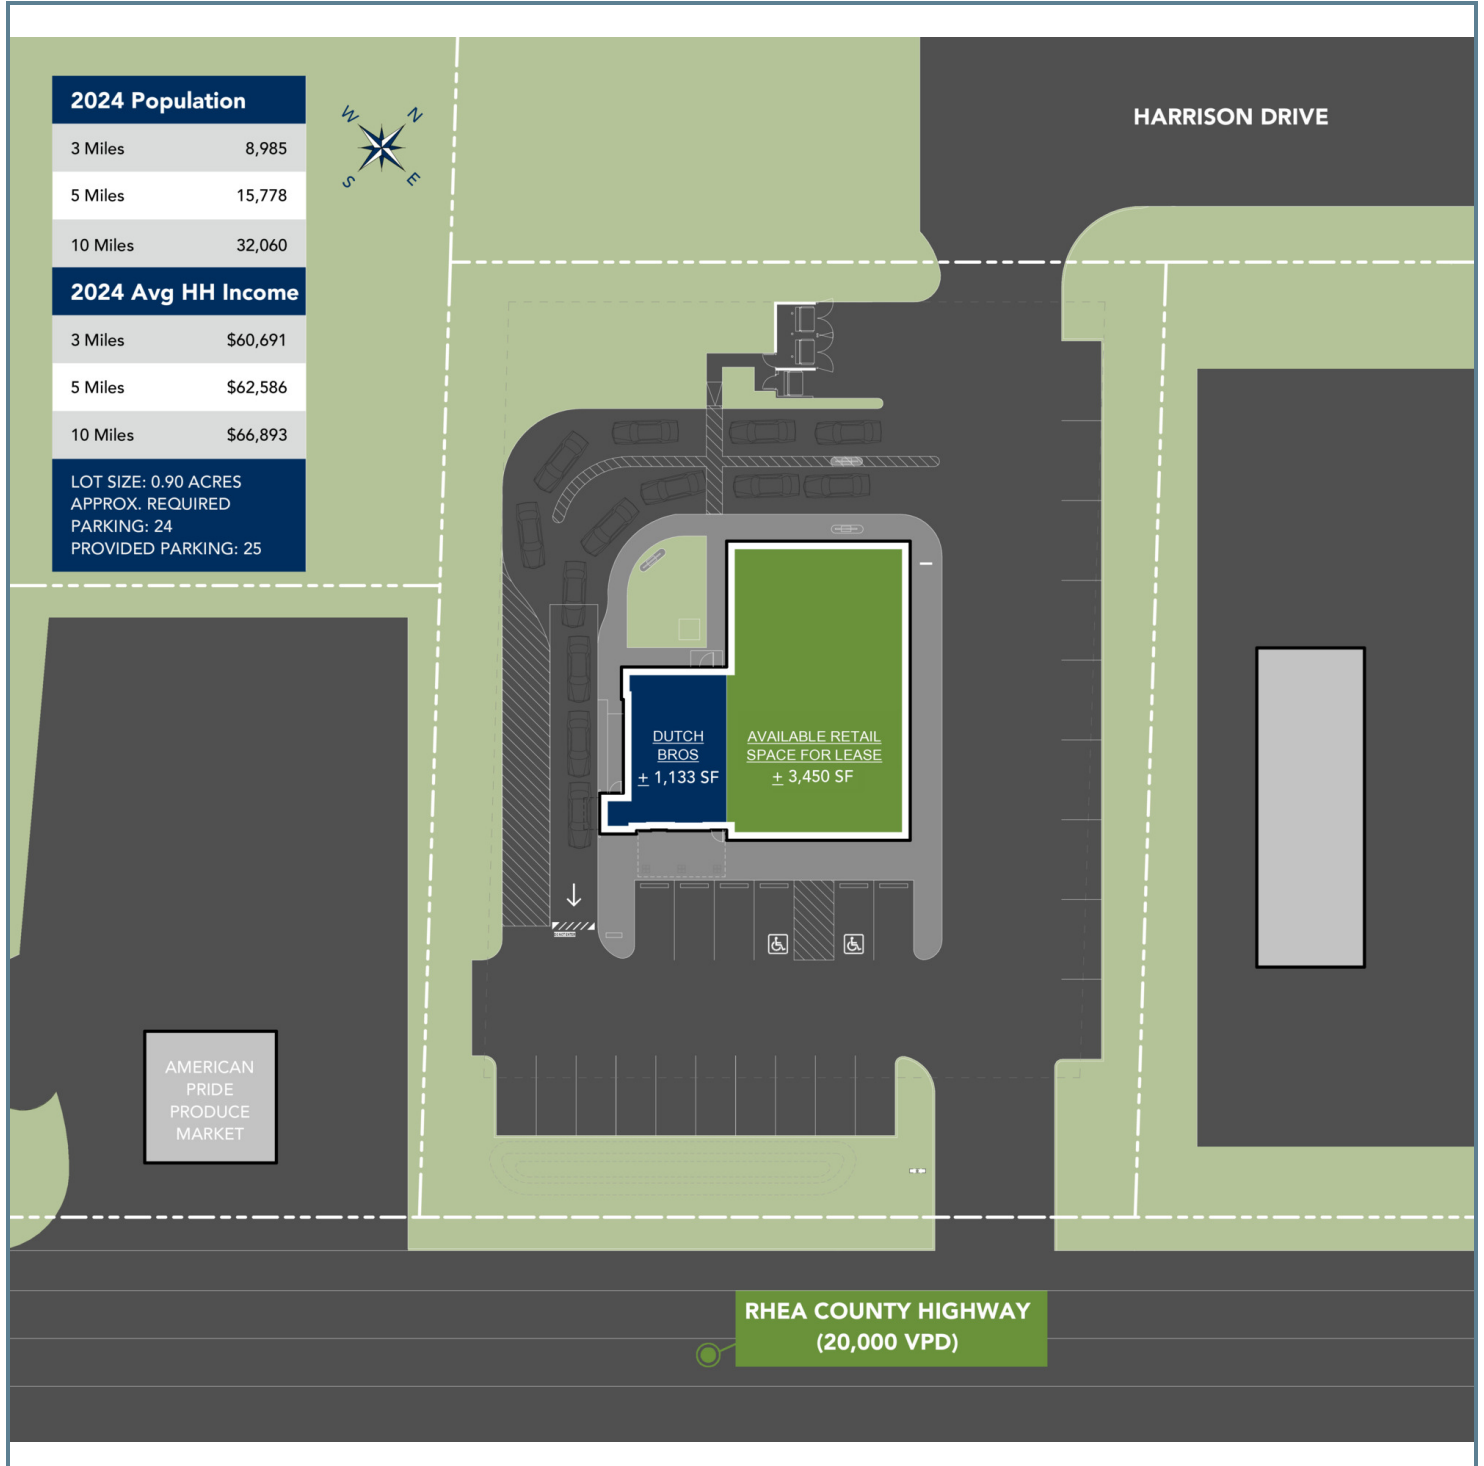 2024 Population
3 Miles 8,985
5 Miles 15,778
10 Miles 32,060
2024 Avg HH Income
3 Miles $60,691
5 Miles $62,586
10 Miles $66,893
LOT SIZE: 0.90 ACRES
APPROX. REQUIRED
PARKING: 24
PROVIDED PARKING: 25
W N
S E
HARRISON DRIVE
DUTCH
BROS
± 1,133 SF
AVAILABLE RETAIL
SPACE FOR LEASE
± 3,450 SF
AMERICAN
PRIDE
PRODUCE
MARKET
RHEA COUNTY HIGHWAY
(20,000 VPD)